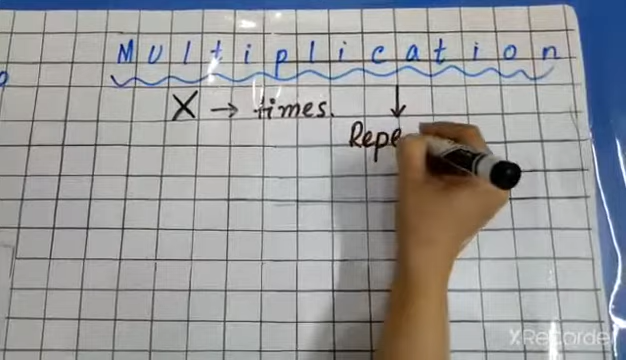 Multiplication
X → times.
↓
Repe
XRecorder